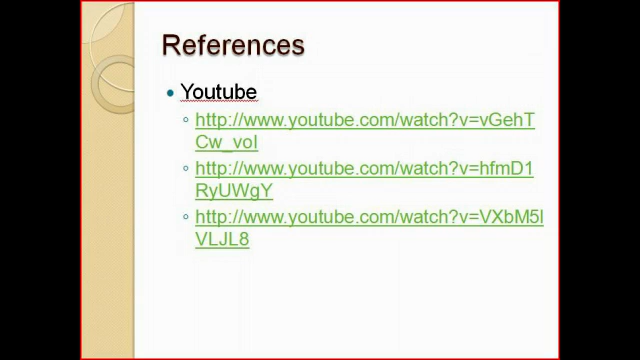 References
Youtube
http://www.youtube.com/watch?v=vGehT
Cw_voI
http://www.youtube.com/watch?v=hfmD1
RyUWgY
http://www.youtube.com/watch?v=VXbM5l
VLJL8